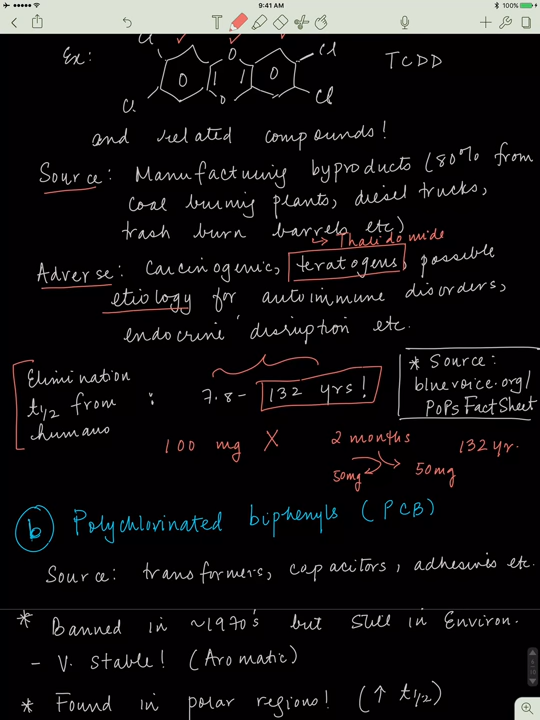 9:41 AM
Cl
Ex:
O
Cl
TCDD
O
O
O
Cl
Cl
and related compounds!
Source: Manufacturing byproducts (80% from
coal burning plants, diesel trucks,
trash burn barrels etc)
↳ Thalidomide
Adverse: Carcinogenic, teratogens, possible
etiology for autoimmune disorders,
endocrine disruption etc.
Elimination
t1/2 from
humans
: 7.8 - 132 yrs!
* Source:
bluevoice.org/
POPs FactSheet
100 mg X 2 months 132 yr.
50mg 50mg
b Polychlorinated biphenyls (PCB)
Source: transformers, capacitors, adhesives etc.
* Banned in ~1970's but still in Environ.
- V. Stable! (Aromatic)
* Found in polar regions! (↑ t1/2)